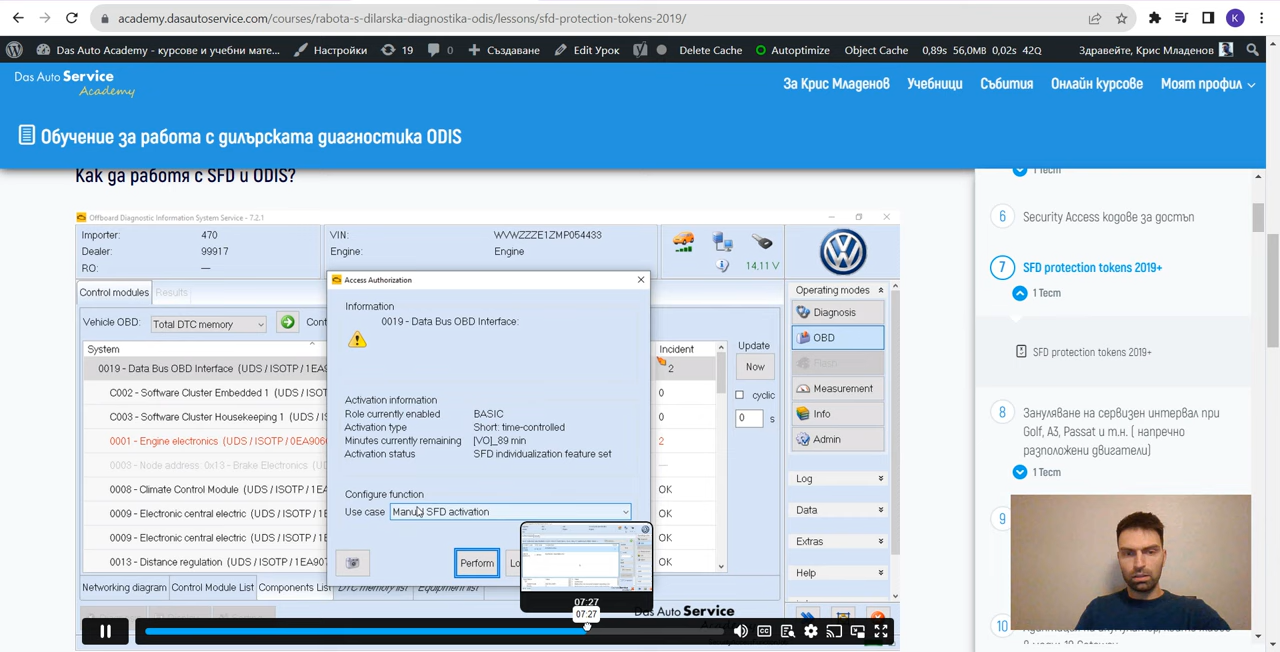 academy.dasautoservice.com/courses/rabota-s-dilarska-diagnostika-odis/lessons/sfd-protection-tokens-2019/
K
Das Auto Academy - курсове и учебни мате...
Настройки
19
0
Създаване
Edit Урок
Delete Cache
Autoptimize
Object Cache
0,89s 56,0MB 0,02s 42Q
Здравейте, Крис Младенов
Das Auto Service
Academy
За Крис Младенов
Учебници
Събития
Онлайн курсове
Моят профил
Обучение за работа с дилърската диагностика ODIS
Как да работя с SFD и ODIS?
Offboard Diagnostic Information System Service - 7.2.1
Importer: 470
Dealer: 99917
RO: ---
VIN: WVWZZZE1ZMP054433
Engine: Engine
14,11 V
Control modules
Results
Vehicle OBD:
Total DTC memory
Cont
System
Incident
0019 - Data Bus OBD Interface (UDS / ISOTP / 1EA9
2
C002 - Software Cluster Embedded 1 (UDS / ISOT
0
C003 - Software Cluster Housekeeping 1 (UDS / I
0
0001 - Engine electronics (UDS / ISOTP / 0EA906
2
0003 - Node address: 0x13 - Brake Electronics (U
---
0008 - Climate Control Module (UDS / ISOTP / 1EA
OK
0009 - Electronic central electric (UDS / ISOTP / 1
OK
0009 - Electronic central electric (UDS / ISOTP / 1
OK
0013 - Distance regulation (UDS / ISOTP / 1EA907
OK
Networking diagram
Control Module List
Components List
DTC memory list
Equipment list
Update
Now
cyclic
0
s
Access Authorization
Information
0019 - Data Bus OBD Interface:
Activation information
Role currently enabled BASIC
Activation type Short: time-controlled
Minutes currently remaining [VO]_89 min
Activation status SFD individualization feature set
Configure function
Use case
Manual SFD activation
Perform
Lo
07:27
07:27
Operating modes
Diagnosis
OBD
Flash
Measurement
Info
Admin
Log
Data
Extras
Help
Das Auto Service
CC
1 Тест
6
Security Access кодове за достъп
7
SFD protection tokens 2019+
1 Тест
SFD protection tokens 2019+
8
Зануляване на сервизен интервал при
Golf, A3, Passat и т.н. ( напречно
разположени двигатели)
1 Тест
9
10